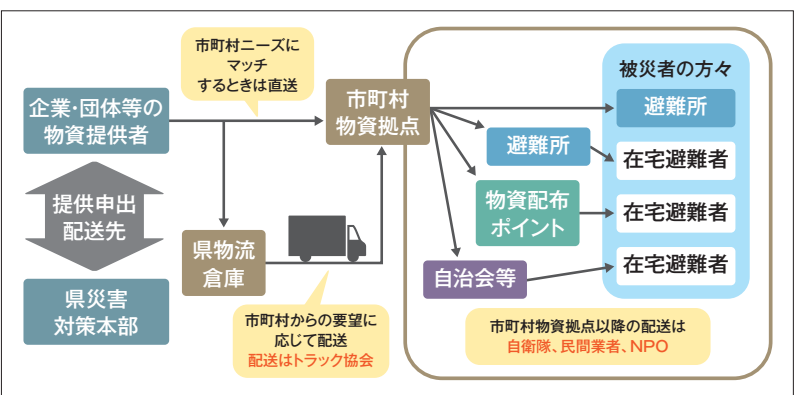 市町村ニーズに
マッチ
するときは直送
企業・団体等の
物資提供者
提供申出
配送先
県災害
対策本部
県物流
倉庫
市町村からの要望に
応じて配送
配送はトラック協会
市町村
物資拠点
被災者の方々
避難所
避難所
在宅避難者
物資配布
ポイント
在宅避難者
自治会等
在宅避難者
市町村物資拠点以降の配送は
自衛隊、民間業者、NPO